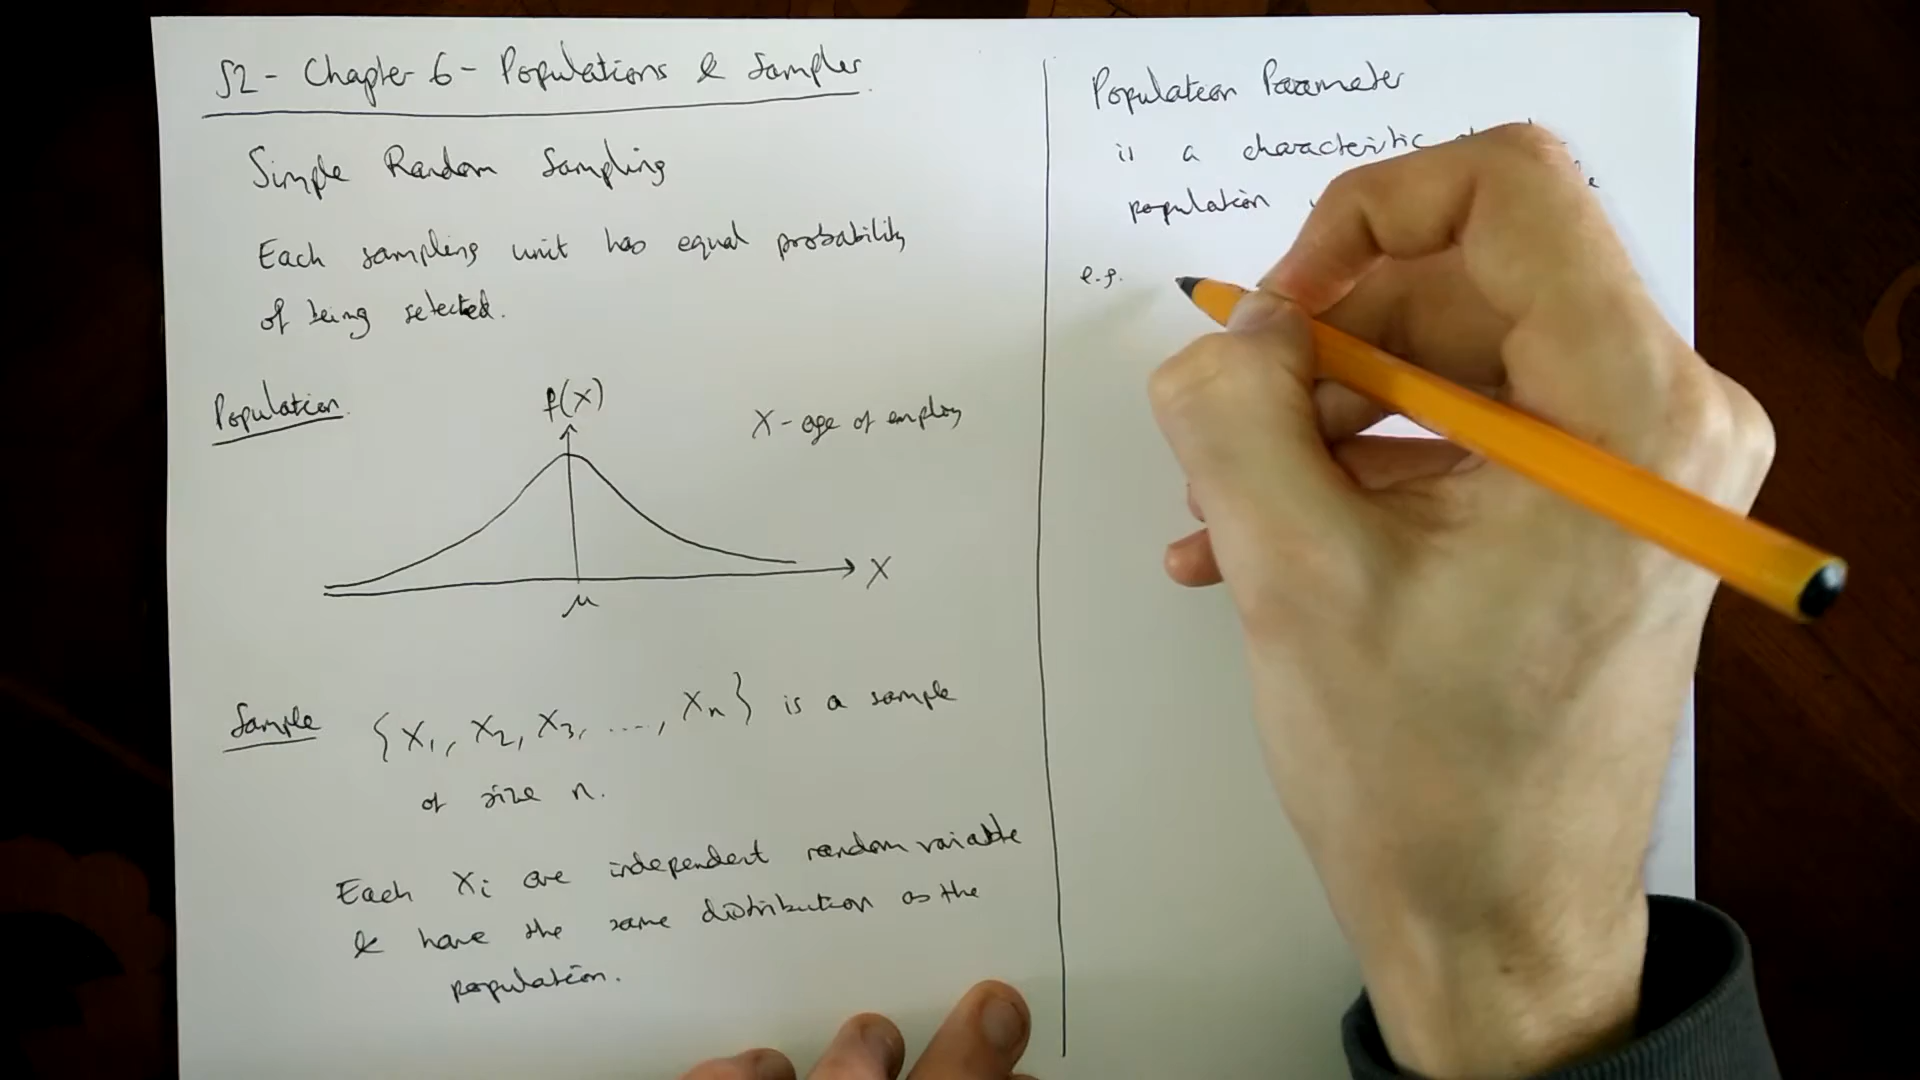 S2 - Chapter 6 - Populations & Samples
Simple Random Sampling
Each sampling unit has equal probability
of being selected.
Population
f(x)
X - age of employ
X
μ
Sample { X1, X2, X3, ...., Xn } is a sample
of size n.
Each Xi are independent random variable
& have the same distribution as the
population.
Population Parameter
is a characteristic
population
e.g.